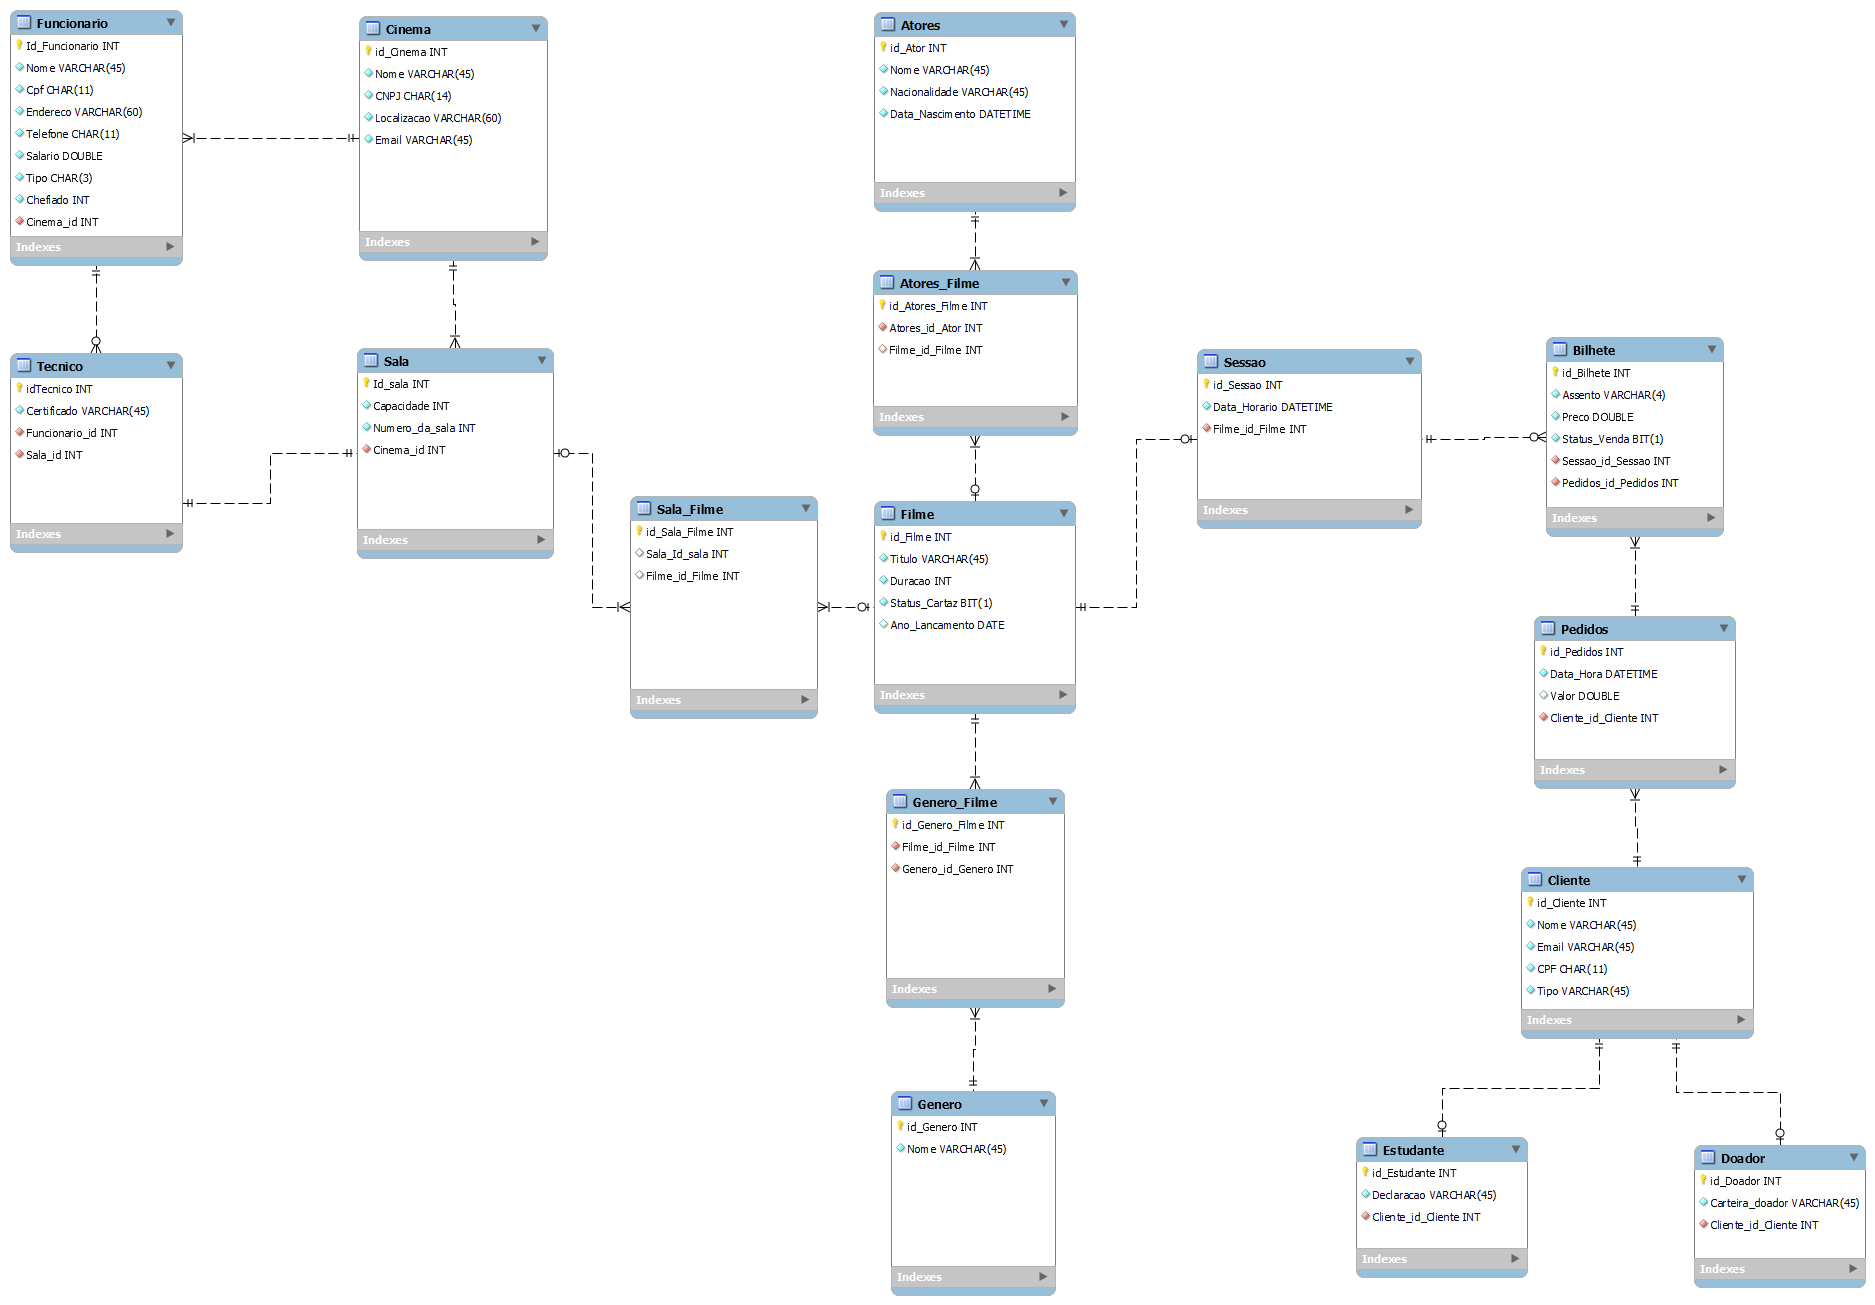 Funcionario
Id_Funcionario INT
Nome VARCHAR(45)
Cpf CHAR(11)
Endereco VARCHAR(60)
Telefone CHAR(11)
Salario DOUBLE
Tipo CHAR(3)
Chefiado INT
Cinema_id INT
Indexes
Cinema
id_Cinema INT
Nome VARCHAR(45)
CNPJ CHAR(14)
Localizacao VARCHAR(60)
Email VARCHAR(45)
Indexes
Atores
id_Ator INT
Nome VARCHAR(45)
Nacionalidade VARCHAR(45)
Data_Nascimento DATETIME
Indexes
Atores_Filme
id_Atores_Filme INT
Atores_id_Ator INT
Filme_id_Filme INT
Indexes
Tecnico
idTecnico INT
Certificado VARCHAR(45)
Funcionario_id INT
Sala_id INT
Indexes
Sala
Id_sala INT
Capacidade INT
Numero_da_sala INT
Cinema_id INT
Indexes
Sala_Filme
id_Sala_Filme INT
Sala_Id_sala INT
Filme_id_Filme INT
Indexes
Filme
id_Filme INT
Titulo VARCHAR(45)
Duracao INT
Status_Cartaz BIT(1)
Ano_Lancamento DATE
Indexes
Sessao
id_Sessao INT
Data_Horario DATETIME
Filme_id_Filme INT
Indexes
Bilhete
id_Bilhete INT
Assento VARCHAR(4)
Preco DOUBLE
Status_Venda BIT(1)
Sessao_id_Sessao INT
Pedidos_id_Pedidos INT
Indexes
Pedidos
id_Pedidos INT
Data_Hora DATETIME
Valor DOUBLE
Cliente_id_Cliente INT
Indexes
Genero_Filme
id_Genero_Filme INT
Filme_id_Filme INT
Genero_id_Genero INT
Indexes
Cliente
id_Cliente INT
Nome VARCHAR(45)
Email VARCHAR(45)
CPF CHAR(11)
Tipo VARCHAR(45)
Indexes
Genero
id_Genero INT
Nome VARCHAR(45)
Indexes
Estudante
id_Estudante INT
Declaracao VARCHAR(45)
Cliente_id_Cliente INT
Indexes
Doador
id_Doador INT
Carteira_doador VARCHAR(45)
Cliente_id_Cliente INT
Indexes